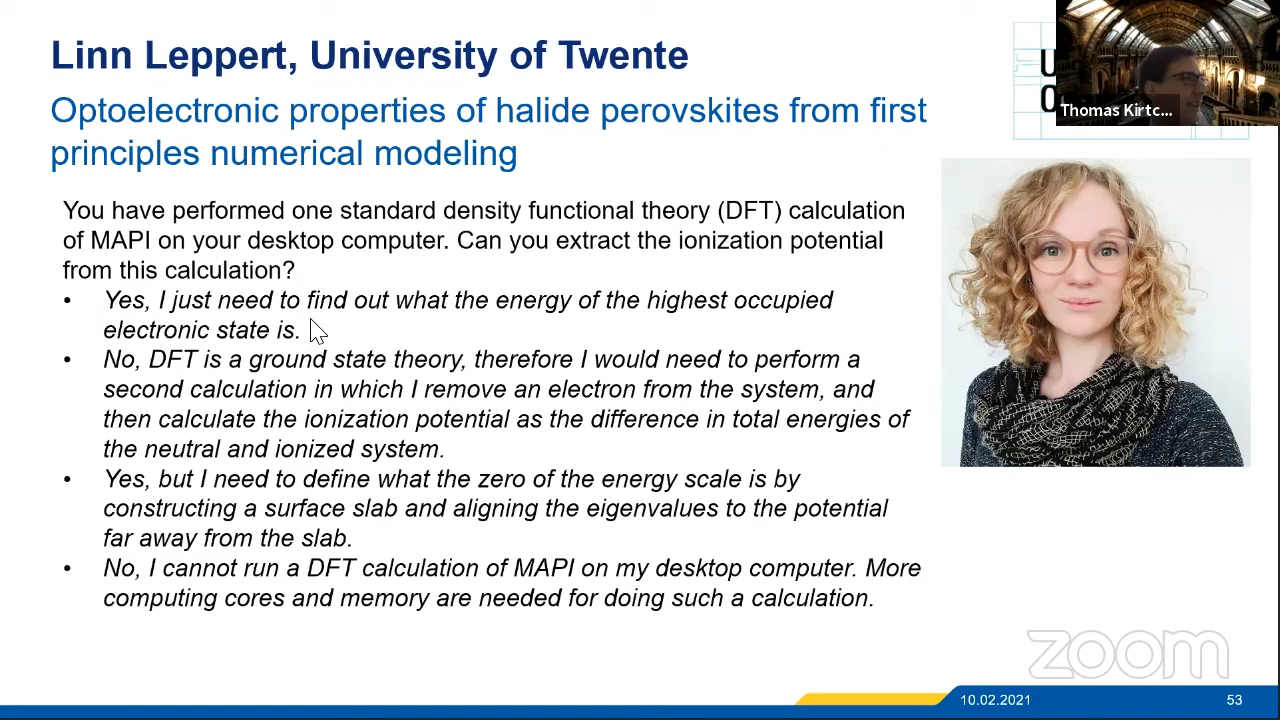 Linn Leppert, University of Twente
Optoelectronic properties of halide perovskites from first
principles numerical modeling
U
O
Thomas Kirtc...
You have performed one standard density functional theory (DFT) calculation
of MAPI on your desktop computer. Can you extract the ionization potential
from this calculation?
• Yes, I just need to find out what the energy of the highest occupied
electronic state is.
• No, DFT is a ground state theory, therefore I would need to perform a
second calculation in which I remove an electron from the system, and
then calculate the ionization potential as the difference in total energies of
the neutral and ionized system.
• Yes, but I need to define what the zero of the energy scale is by
constructing a surface slab and aligning the eigenvalues to the potential
far away from the slab.
• No, I cannot run a DFT calculation of MAPI on my desktop computer. More
computing cores and memory are needed for doing such a calculation.
zoom
10.02.2021
53